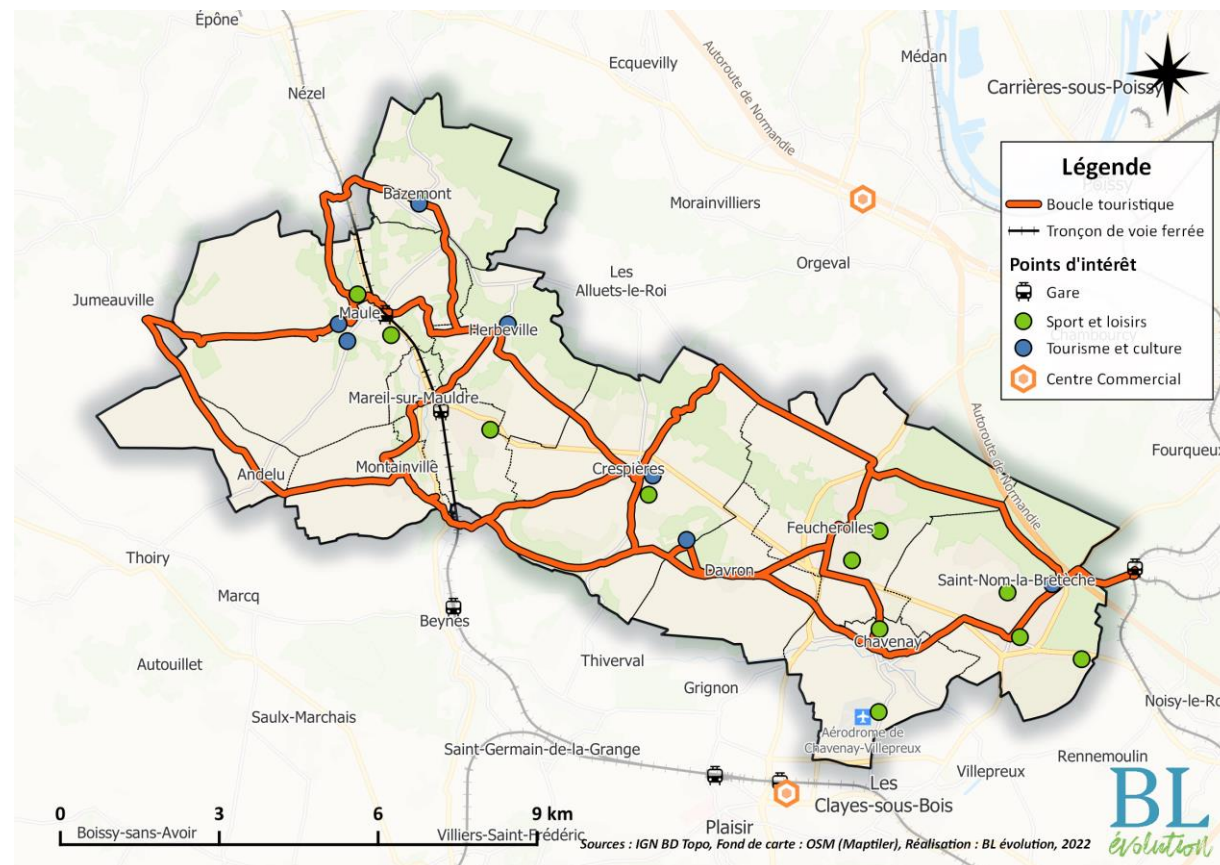 Épône
Médan
Ecquevilly
Autoroute de Normandie
Nézel
Carrières-sous-Poissy
Légende
Poissy
Boucle touristique
Tronçon de voie ferrée
Points d'intérêt
Gare
Sport et loisirs
Chambourcy
Tourisme et culture
Centre Commercial
Bazemont
Morainvilliers
Orgeval
Les
Alluets-le-Roi
Jumeauville
Maule
Herbeville
Mareil-sur-Mauldre
Autoroute de Normandie
Fourqueux
Andelu
Montainville
Crespières
Feucherolles
Thoiry
Davron
Saint-Nom-la-Bretèche
Marcq
Beynes
Chavenay
Autouillet
Thiverval
Grignon
Noisy-le-Ro
Saulx-Marchais
Aérodrome de
Chavenay-Villepreux
Saint-Germain-de-la-Grange
Rennemoulin
Villepreux
Les
Clayes-sous-Bois
Plaisir
0 3 6 9 km
Boissy-sans-Avoir
Villiers-Saint-Frédéric
Sources : IGN BD Topo, Fond de carte : OSM (Maptiler), Réalisation : BL évolution, 2022
BL
évolution